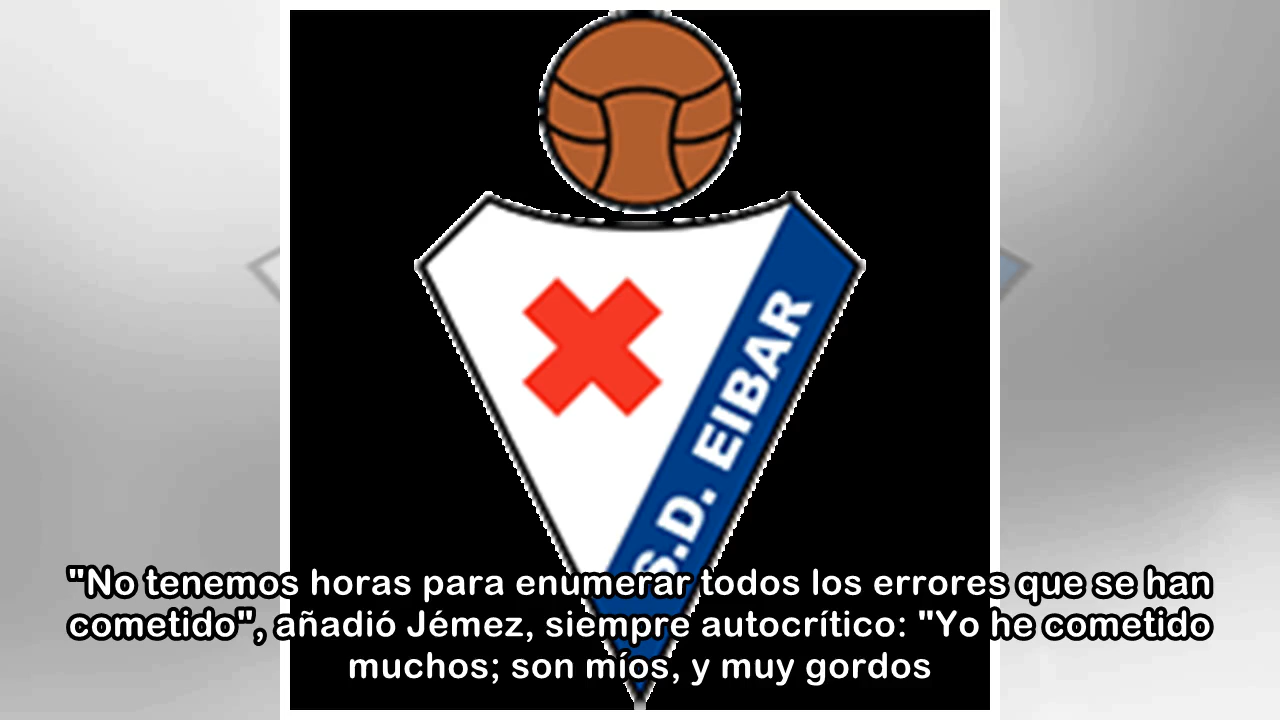 S.D. EIBAR
"No tenemos horas para enumerar todos los errores que se han
cometido", añadió Jémez, siempre autocrítico: "Yo he cometido
muchos; son míos, y muy gordos